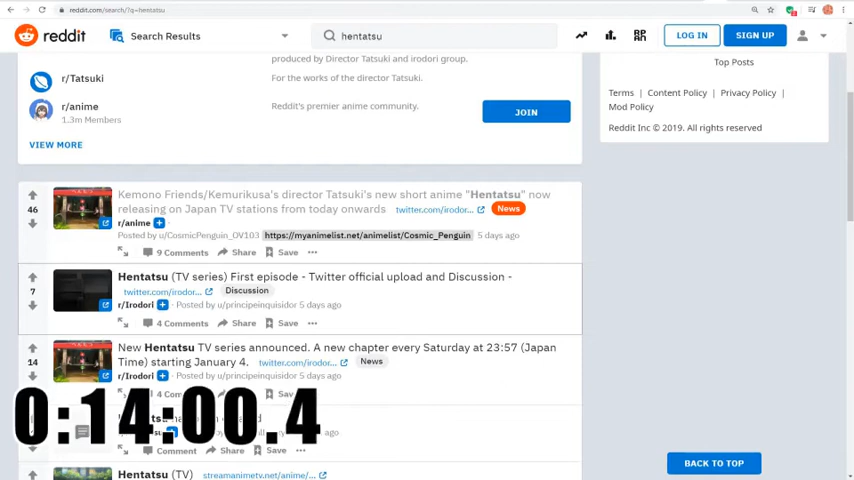 reddit.com/search/?q=hentatsu
reddit
Search Results
hentatsu
LOG IN
SIGN UP
produced by Director Tatsuki and irodori group.
r/Tatsuki
For the works of the director Tatsuki.
r/anime
1.3m Members
Reddit's premier anime community.
JOIN
VIEW MORE
Top Posts
Terms | Content Policy | Privacy Policy |
Mod Policy
Reddit Inc © 2019. All rights reserved
46
Kemono Friends/Kemurikusa's director Tatsuki's new short anime "Hentatsu" now
releasing on Japan TV stations from today onwards twitter.com/irodor... News
r/anime
Posted by u/CosmicPenguin_OV103 https://myanimelist.net/animelist/Cosmic_Penguin 5 days ago
9 Comments Share Save ...
7
Hentatsu (TV series) First episode - Twitter official upload and Discussion -
twitter.com/irodor... Discussion
r/Irodori Posted by u/principeinquisidor 5 days ago
4 Comments Share Save ...
14
New Hentatsu TV series announced. A new chapter every Saturday at 23:57 (Japan
Time) starting January 4. twitter.com/irodor... News
r/Irodori Posted by u/principeinquisidor 5 days ago
0:14:00.4
Comment Share Save ...
Hentatsu (TV) streamanimetv.net/anime/...
BACK TO TOP